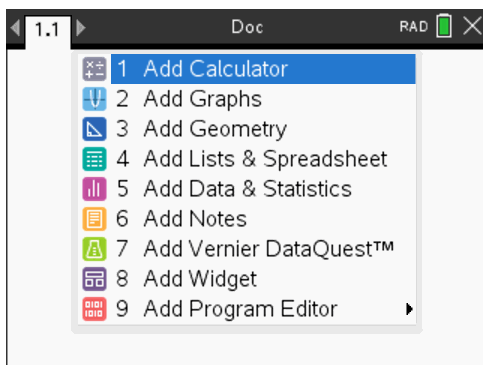 1.1 Doc RAD
1 Add Calculator
2 Add Graphs
3 Add Geometry
4 Add Lists & Spreadsheet
5 Add Data & Statistics
6 Add Notes
7 Add Vernier DataQuest™
8 Add Widget
9 Add Program Editor